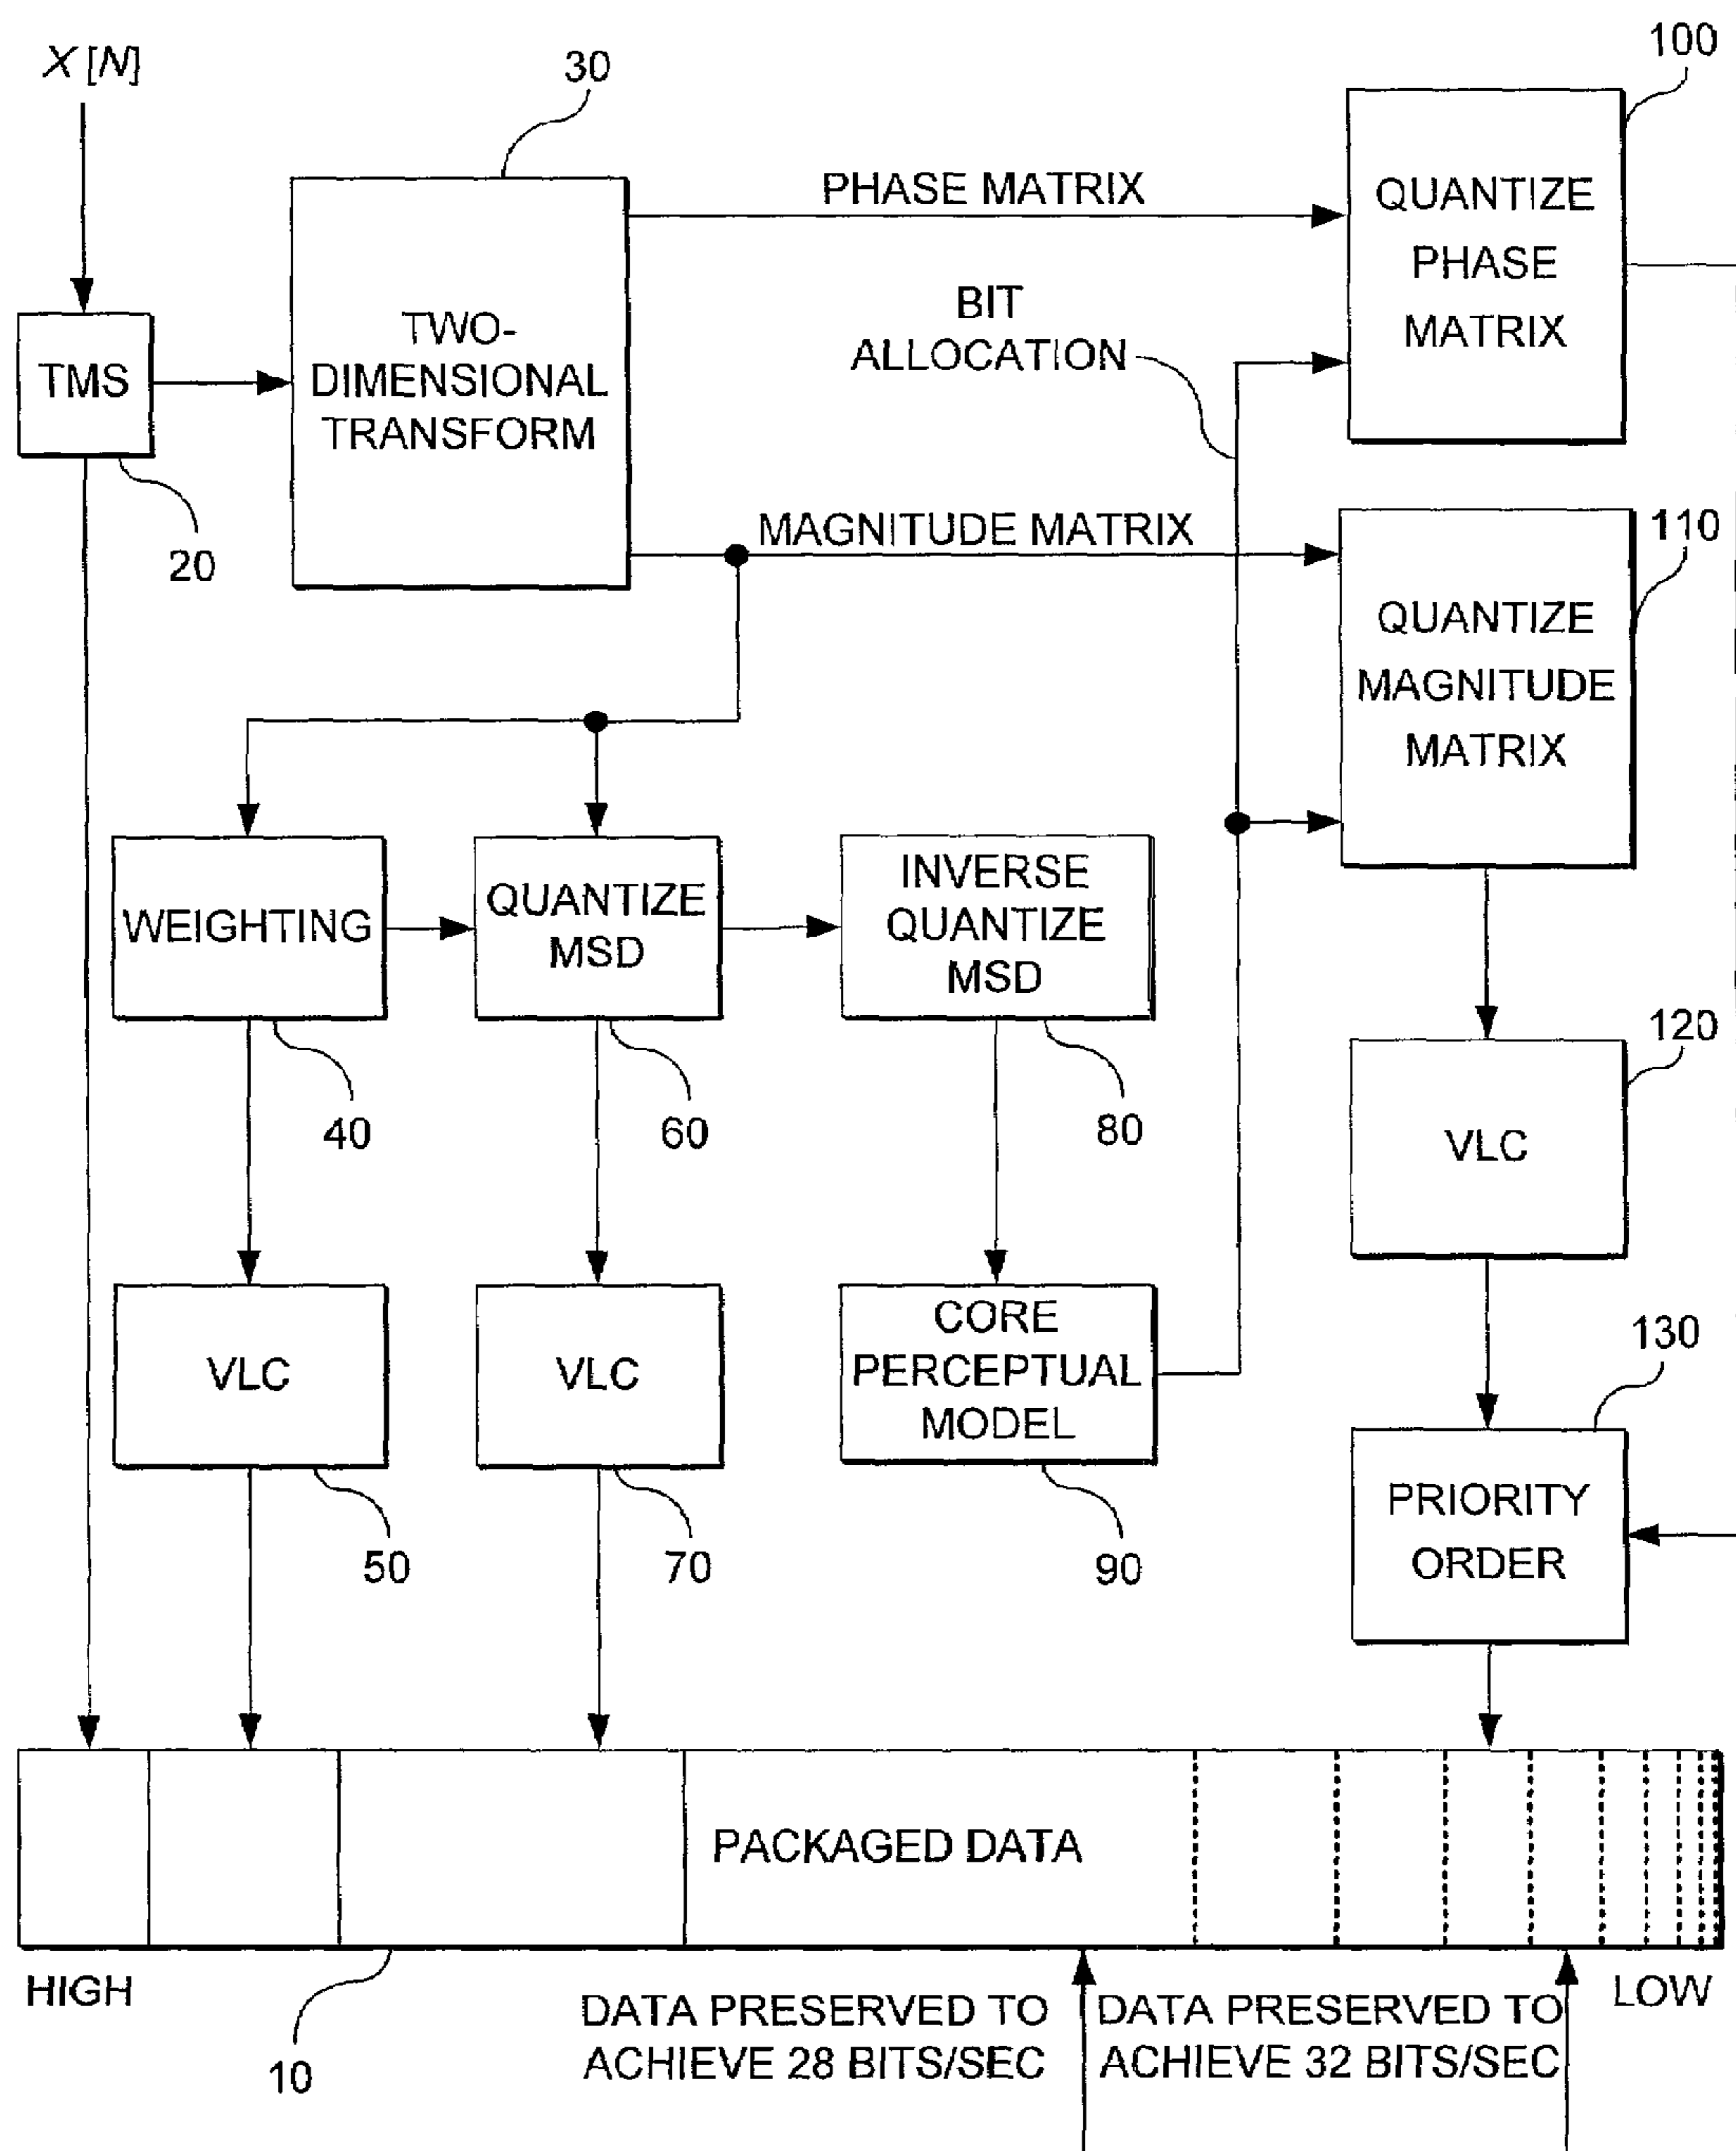 X [N]
30
100
PHASE MATRIX
QUANTIZE
PHASE
MATRIX
BIT
ALLOCATION
TMS
TWO-
DIMENSIONAL
TRANSFORM
20
MAGNITUDE MATRIX
110
QUANTIZE
MAGNITUDE
MATRIX
WEIGHTING
QUANTIZE
MSD
INVERSE
QUANTIZE
MSD
40
60
80
120
VLC
VLC
VLC
CORE
PERCEPTUAL
MODEL
130
PRIORITY
ORDER
50
70
90
PACKAGED DATA
HIGH
LOW
10
DATA PRESERVED TO
ACHIEVE 28 BITS/SEC
DATA PRESERVED TO
ACHIEVE 32 BITS/SEC